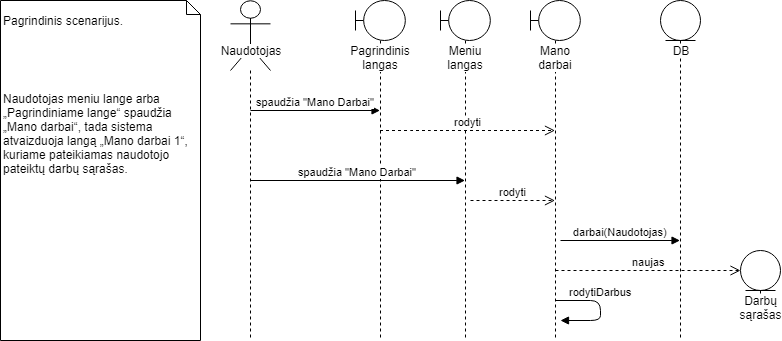 Pagrindinis scenarijus.
Naudotojas meniu lange arba
„Pagrindiniame lange“ spaudžia
„Mano darbai“, tada sistema
atvaizduoja langą „Mano darbai 1“,
kuriame pateikiamas naudotojo
pateiktų darbų sąrašas.
Naudotojas
Pagrindinis
langas
Meniu
langas
Mano
darbai
DB
spaudžia "Mano Darbai"
rodyti
spaudžia "Mano Darbai"
rodyti
darbai(Naudotojas)
naujas
rodytiDarbus
Darbų
sąrašas